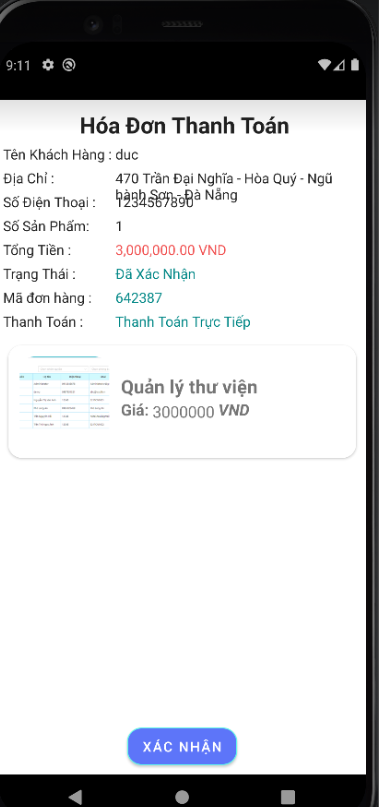 9:11
Hóa Đơn Thanh Toán
Tên Khách Hàng : duc
Địa Chỉ : 470 Trần Đại Nghĩa - Hòa Quý - Ngũ
hành Sơn - Đà Nẵng
Số Điện Thoại : 1234567890
Số Sản Phẩm: 1
Tổng Tiền : 3,000,000.00 VND
Trạng Thái : Đã Xác Nhận
Mã đơn hàng : 642387
Thanh Toán : Thanh Toán Trực Tiếp
Quản lý thư viện
Giá: 3000000 VND
XÁC NHẬN